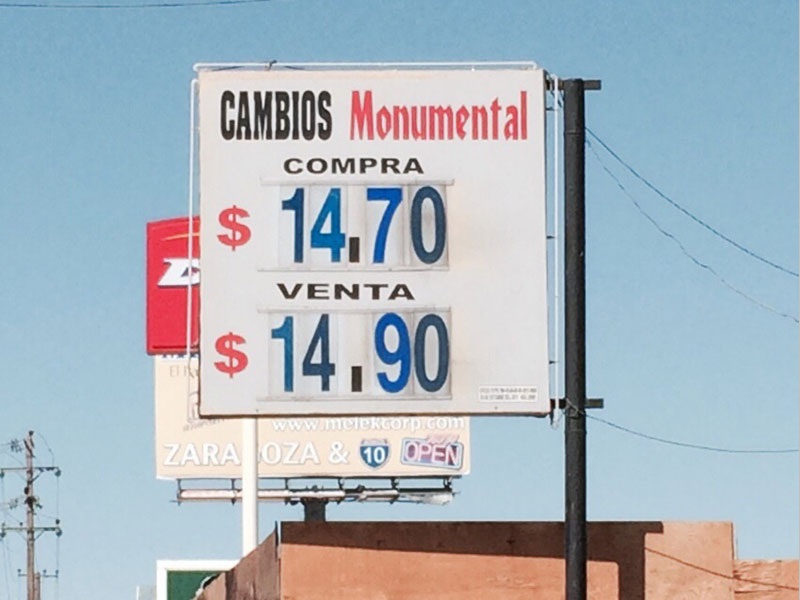 CAMBIOS Monumental
COMPRA
$ 14.70
VENTA
$ 14.90
www.melekcorp.com
ZARA OZA & 10 OPEN